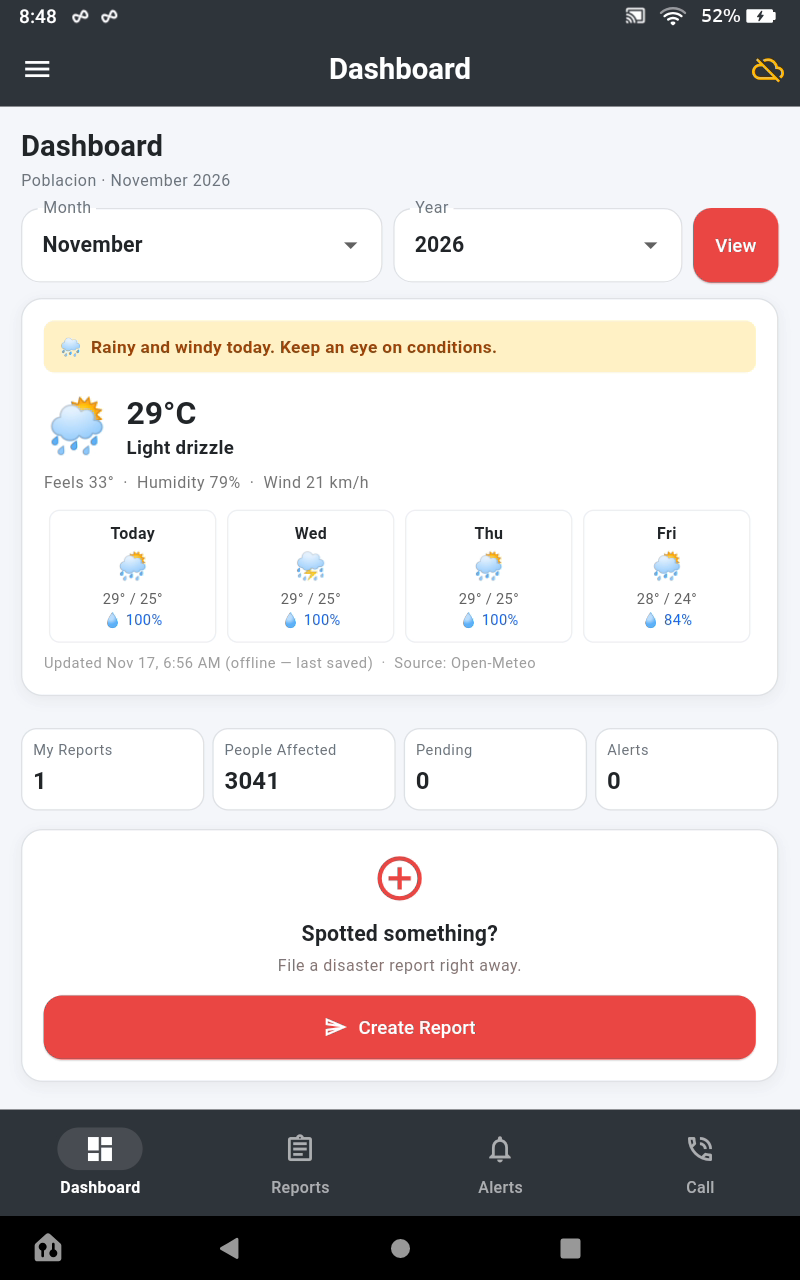 8:48
52%
Dashboard
Dashboard
Poblacion · November 2026
Month
Year
November
2026
View
Rainy and windy today. Keep an eye on conditions.
29°C
Light drizzle
Feels 33° · Humidity 79% · Wind 21 km/h
Today
Wed
Thu
Fri
29° / 25°
29° / 25°
29° / 25°
28° / 24°
100%
100%
100%
84%
Updated Nov 17, 6:56 AM (offline — last saved) · Source: Open-Meteo
My Reports
People Affected
Pending
Alerts
1
3041
0
0
Spotted something?
File a disaster report right away.
Create Report
Dashboard
Reports
Alerts
Call